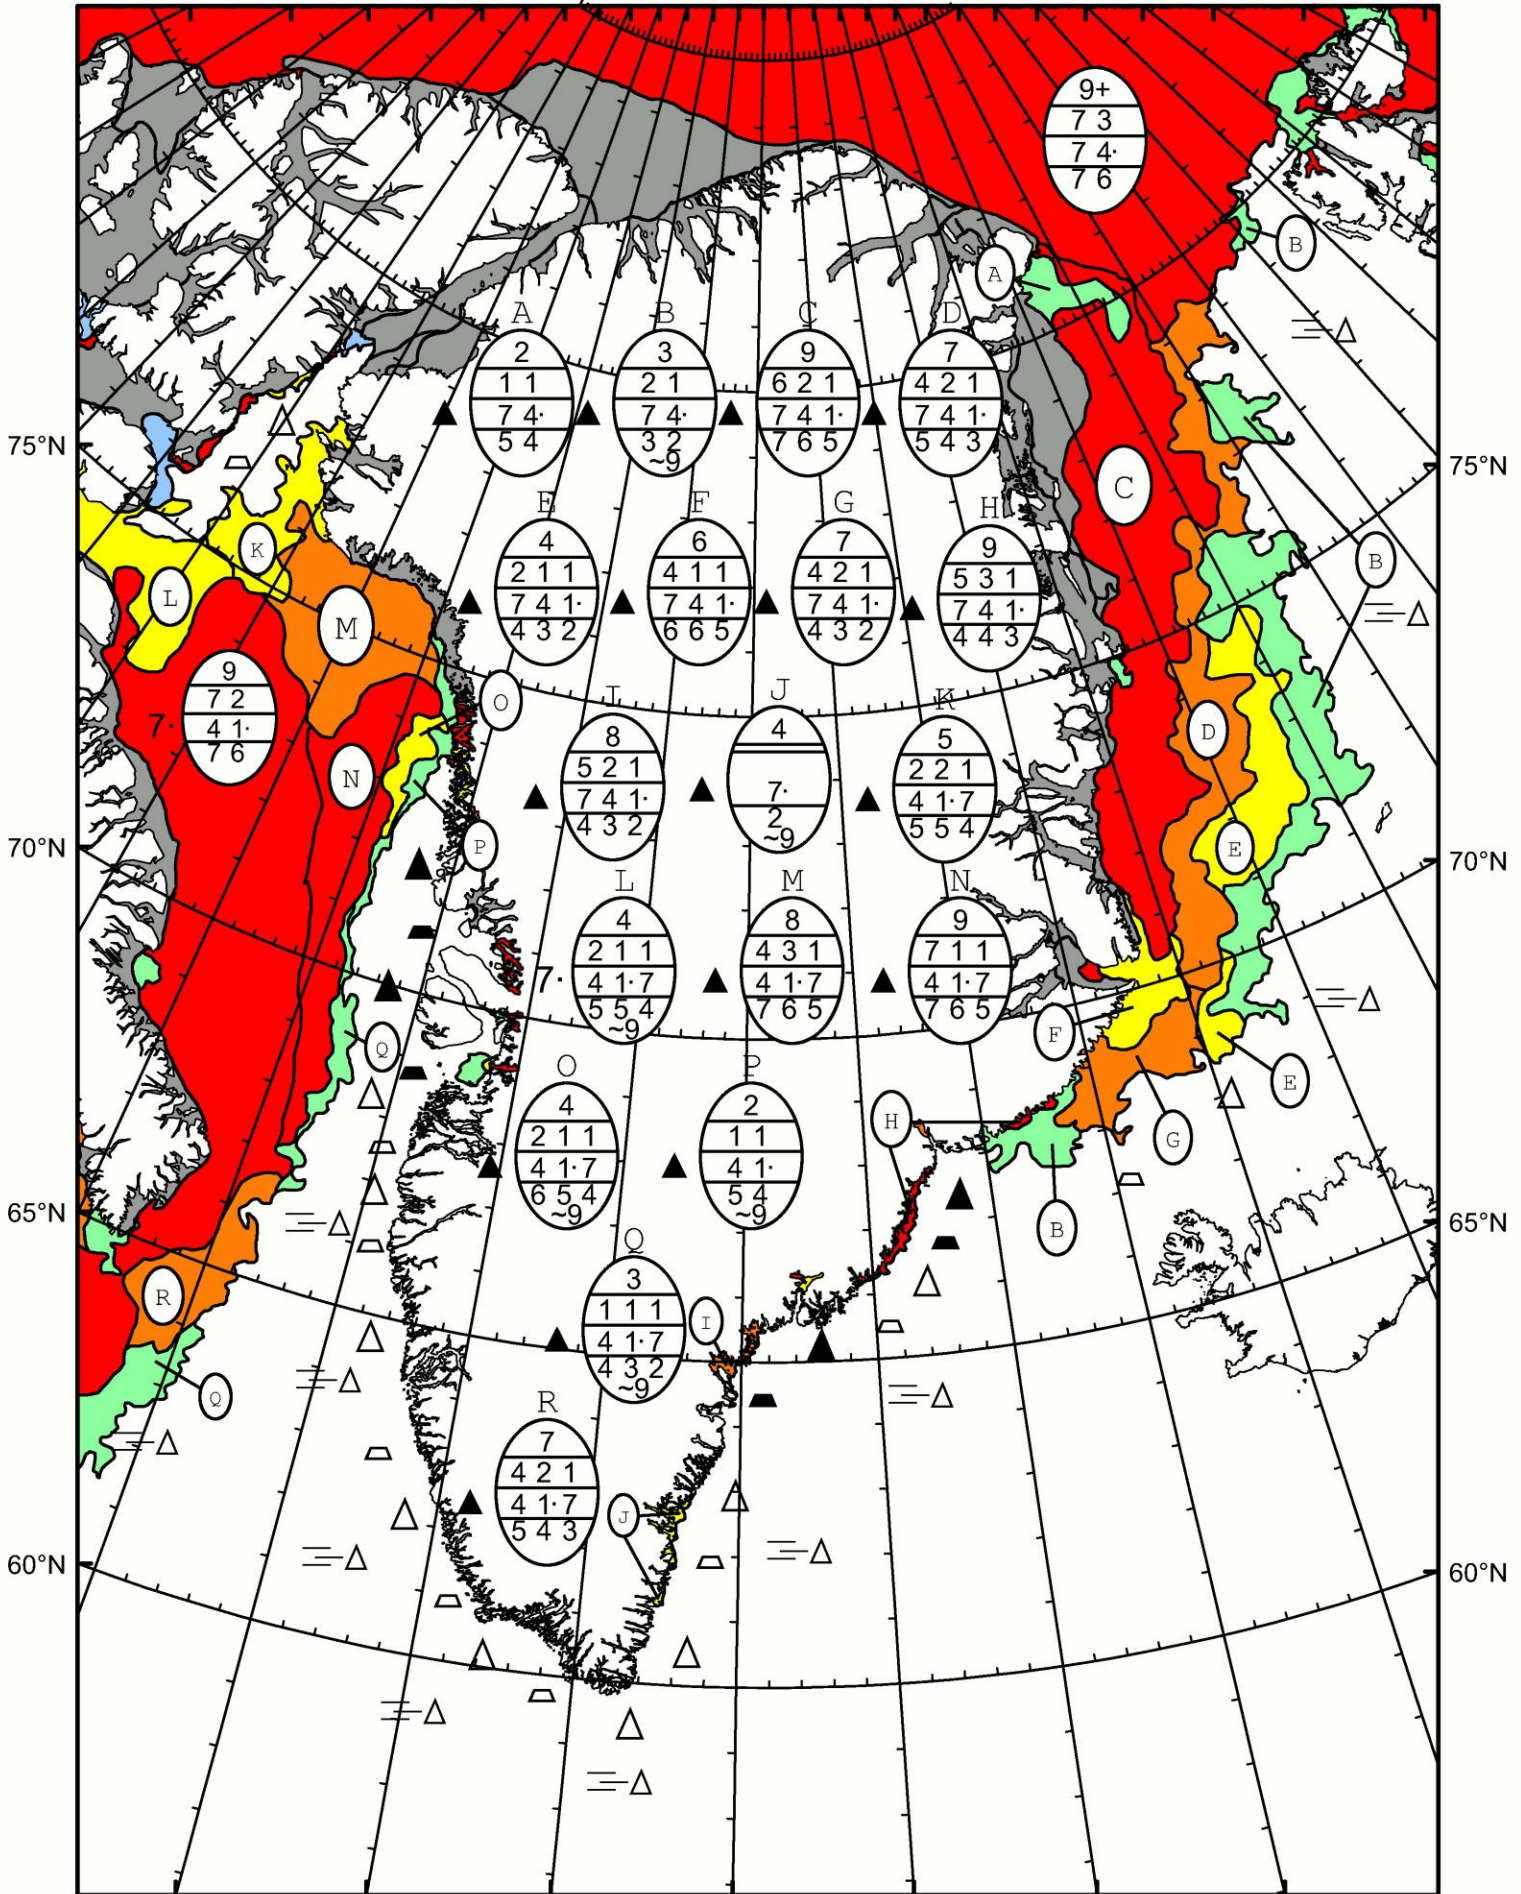 9+
7 3
7 4·
7 6
B
A
A B C D
2
1 1
7 4·
5 4
3
2 1
7 4·
3 2
~9
9
6 2 1
7 4 1·
7 6 5
7
4 2 1
7 4 1·
5 4 3
75°N
75°N
C
E F G H
4
2 1 1
7 4 1·
4 3 2
6
4 1 1
7 4 1·
6 6 5
7
4 2 1
7 4 1·
4 3 2
9
5 3 1
7 4 1·
4 4 3
K
B
L
M
9
7 2
4 1·
7 6
7·
O
I J K
8
5 2 1
7 4 1·
4 3 2
4
7·
2
~9
5
2 2 1
4 1·7
5 5 4
D
N
70°N
P
E
70°N
L M N
7·
4
2 1 1
4 1·7
5 5 4
~9
8
4 3 1
4 1·7
7 6 5
9
7 1 1
4 1·7
7 6 5
F
Q
E
O P
4
2 1 1
4 1·7
6 5 4
~9
2
1 1
4 1·
5 4
~9
H
G
65°N
B
65°N
Q
3
1 1 1
4 1·7
4 3 2
~9
R
I
Q
R
7
4 2 1
4 1·7
5 4 3
J
60°N
60°N